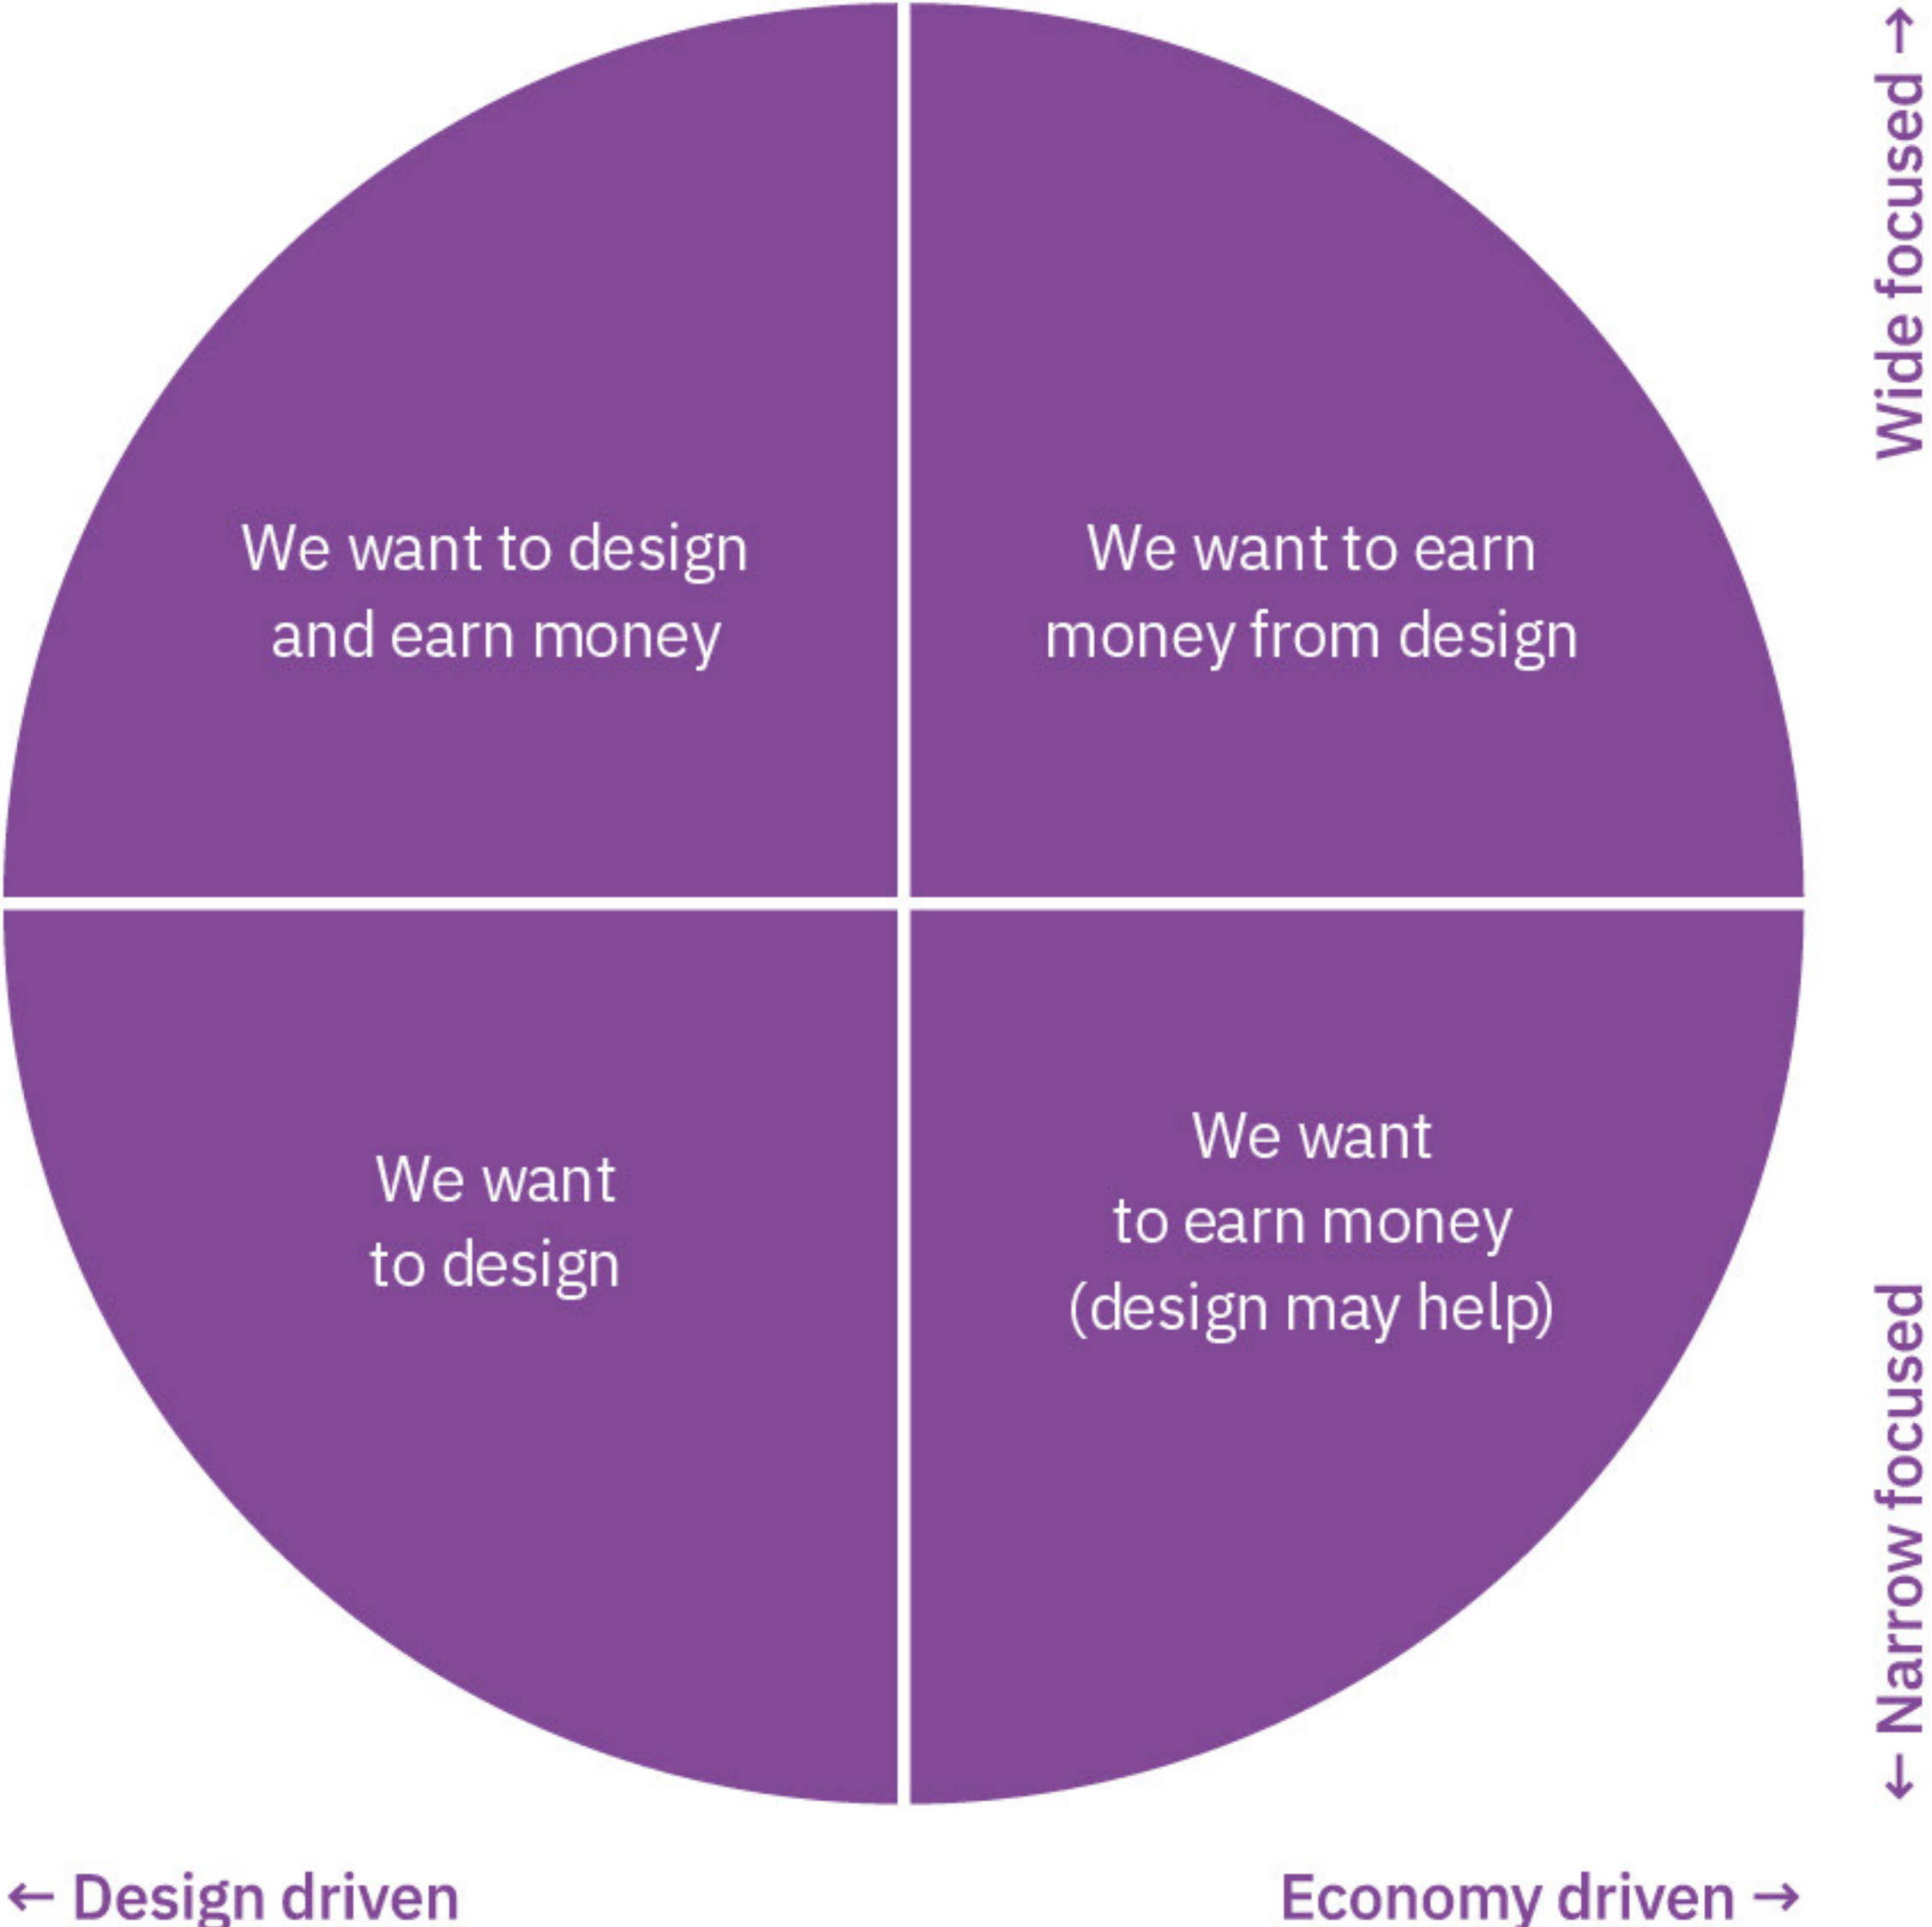 Wide focused →
We want to design
and earn money
We want to earn
money from design
We want
to design
We want
to earn money
(design may help)
← Narrow focused
← Design driven
Economy driven →